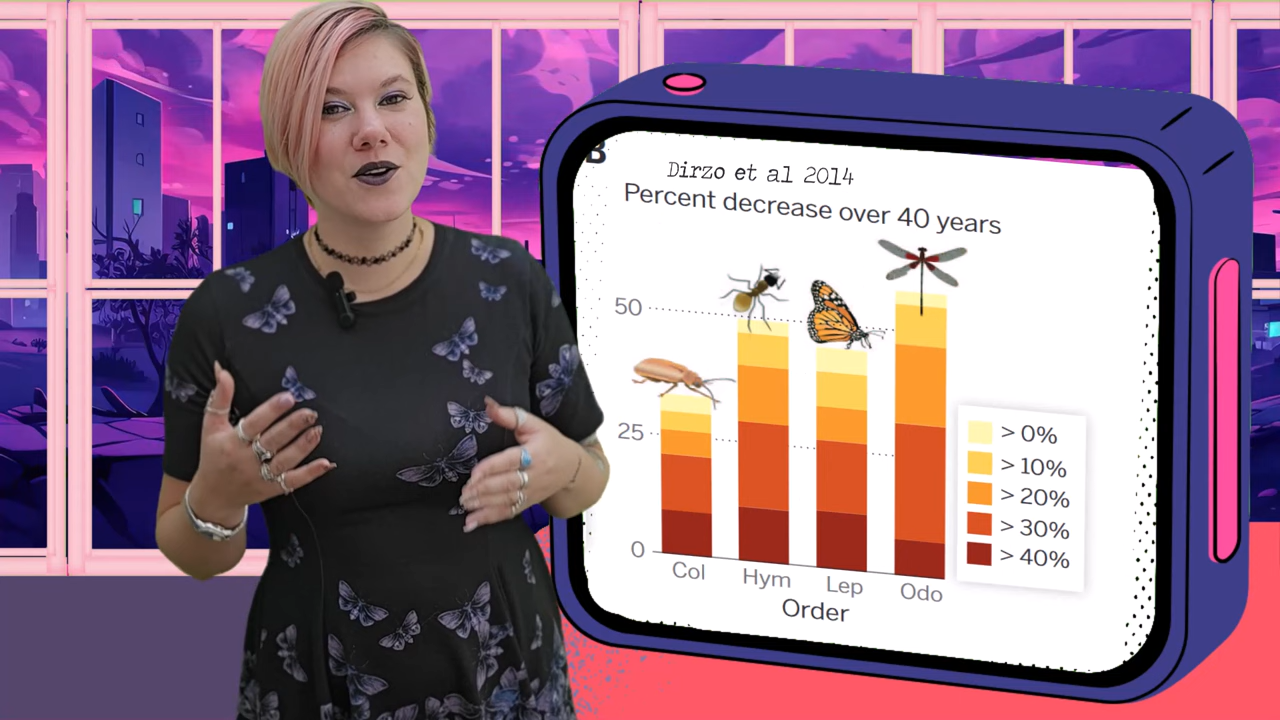 B
Dirzo et al 2014
Percent decrease over 40 years
50
25
0
Col Hym Lep Odo
Order
> 0%
> 10%
> 20%
> 30%
> 40%